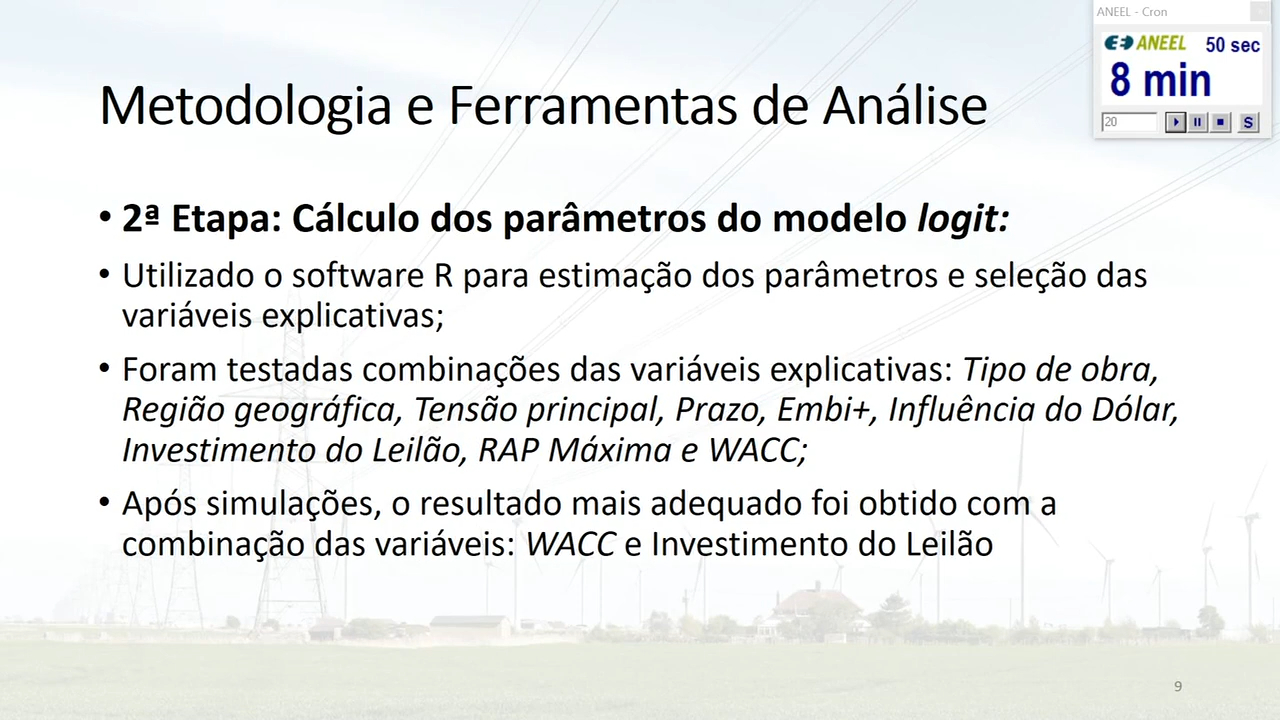 ANEEL - Cron
ANEEL 50 sec
8 min
20
S
Metodologia e Ferramentas de Análise
• 2ª Etapa: Cálculo dos parâmetros do modelo logit:
• Utilizado o software R para estimação dos parâmetros e seleção das
variáveis explicativas;
• Foram testadas combinações das variáveis explicativas: Tipo de obra,
Região geográfica, Tensão principal, Prazo, Embi+, Influência do Dólar,
Investimento do Leilão, RAP Máxima e WACC;
• Após simulações, o resultado mais adequado foi obtido com a
combinação das variáveis: WACC e Investimento do Leilão
9